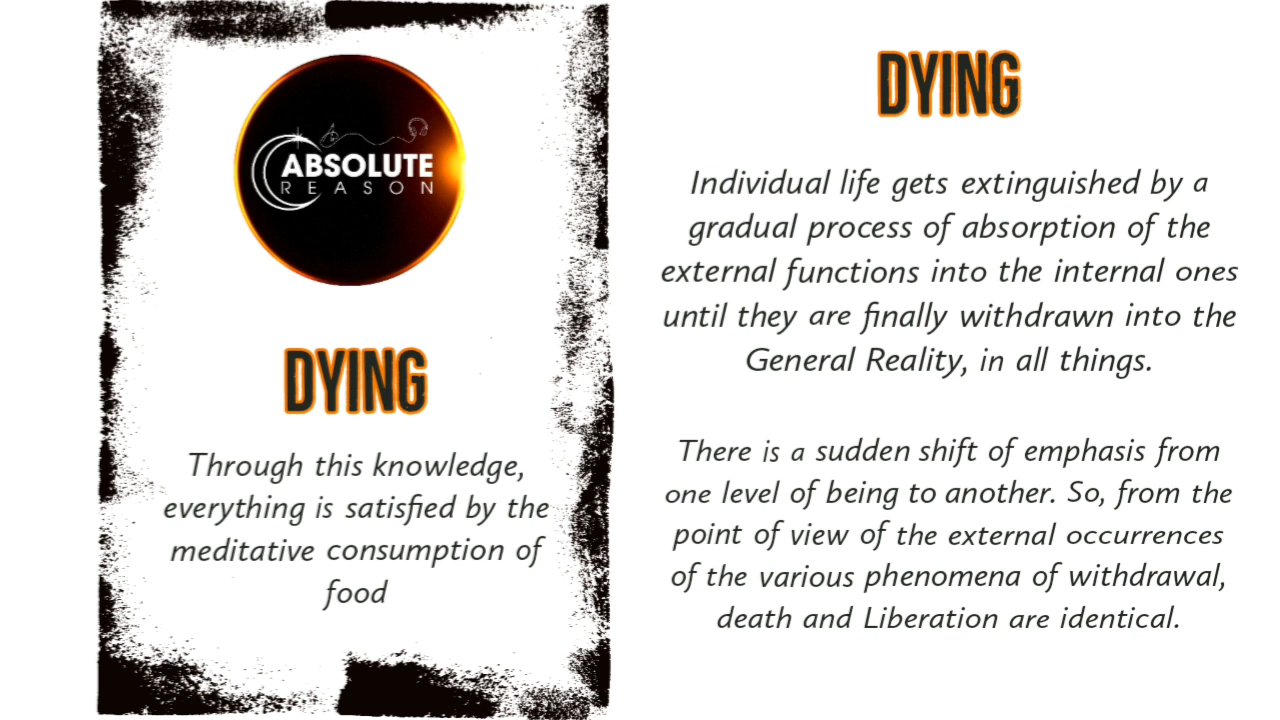 ABSOLUTE
REASON
DYING
Through this knowledge,
everything is satisfied by the
meditative consumption of
food
DYING
Individual life gets extinguished by a
gradual process of absorption of the
external functions into the internal ones
until they are finally withdrawn into the
General Reality, in all things.
There is a sudden shift of emphasis from
one level of being to another. So, from the
point of view of the external occurrences
of the various phenomena of withdrawal,
death and Liberation are identical.